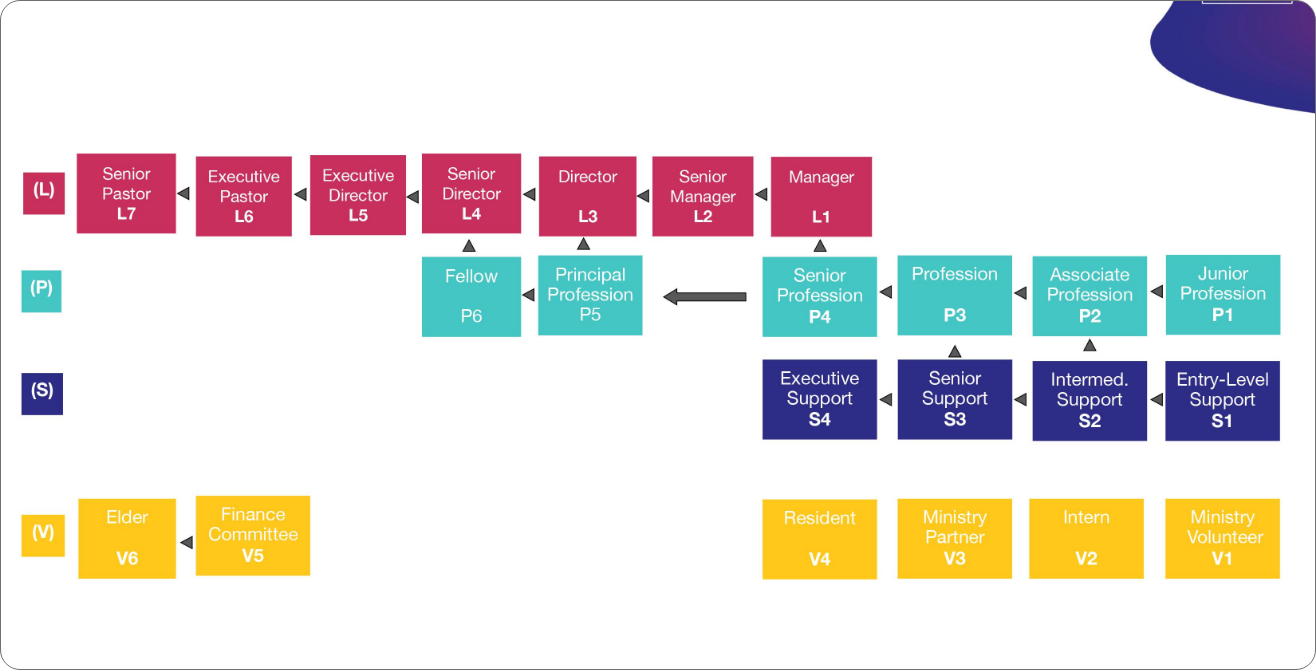 (L)
Senior
Pastor
L7
Executive
Pastor
L6
Executive
Director
L5
Senior
Director
L4
Director
L3
Senior
Manager
L2
Manager
L1
(P)
Fellow
P6
Principal
Profession
P5
Senior
Profession
P4
Profession
P3
Associate
Profession
P2
Junior
Profession
P1
(S)
Executive
Support
S4
Senior
Support
S3
Intermed.
Support
S2
Entry-Level
Support
S1
(V)
Elder
V6
Finance
Committee
V5
Resident
V4
Ministry
Partner
V3
Intern
V2
Ministry
Volunteer
V1